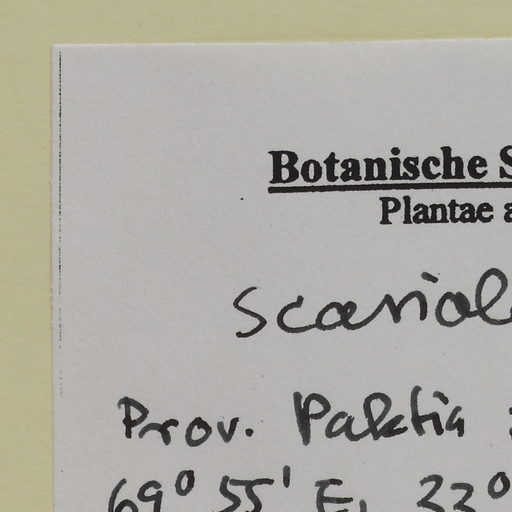 Botanische S
Plantae a
Scariol
Prov. Paktia :
69° 55' E, 33°